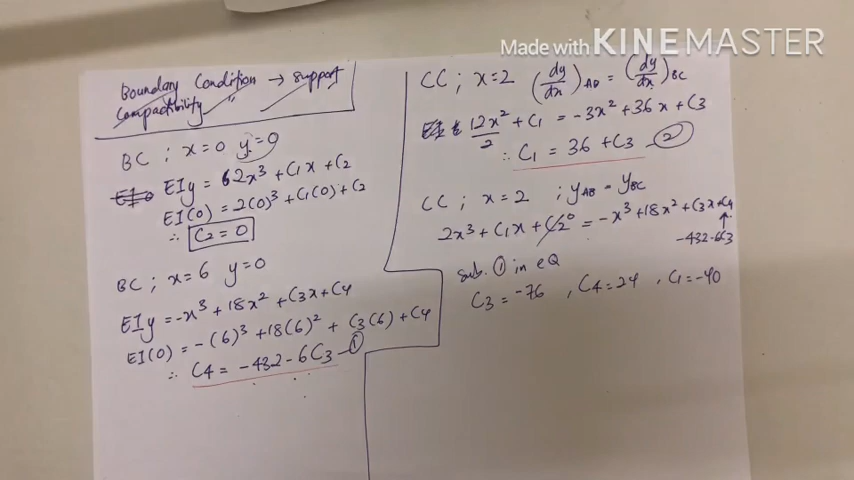 Made with KINEMASTER
Boundary Condition → support
Compactibility "
BC ; x=0 y=0
EIy = 2x³ + C₁x + C₂
EI(0) = 2(0)³ + C₁(0) + C₂
∴ C₂ = 0
BC ; x=6 y=0
EIy = -x³ + 18x² + C₃x + C₄
EI(0) = -(6)³ + 18(6)² + C₃(6) + C₄
∴ C₄ = -432 - 6C₃ — ①
CC ; x=2 (dy/dx)AB = (dy/dx)BC
12x²/2 + C₁ = -3x² + 36x + C₃
∴ C₁ = 36 + C₃ — ②
CC ; x=2 ; yAB = yBC
2x³ + C₁x + C₂⁰ = -x³ + 18x² + C₃x + C₄
↑
-432-6C₃
sub. ① in eQ
C₃ = -76 , C₄ = 24 , C₁ = -40